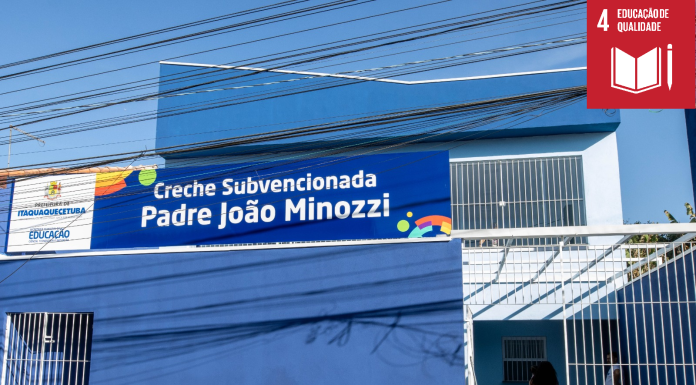 4 EDUCAÇÃO DE
QUALIDADE
Creche Subvencionada
Padre João Minozzi
PREFEITURA DE
ITAQUAQUECETUBA
EDUCAÇÃO